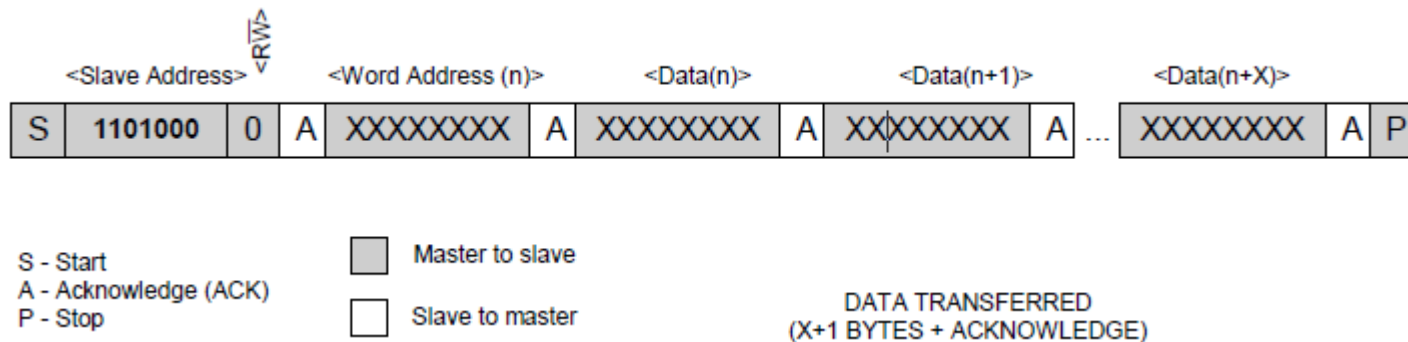 <RW>
<Slave Address> <Word Address (n)> <Data(n)> <Data(n+1)> <Data(n+X)>
S 1101000 0 A XXXXXXXX A XXXXXXXX A XXXXXXXX A ... XXXXXXXX A P
S - Start
A - Acknowledge (ACK)
P - Stop
Master to slave
Slave to master
DATA TRANSFERRED
(X+1 BYTES + ACKNOWLEDGE)